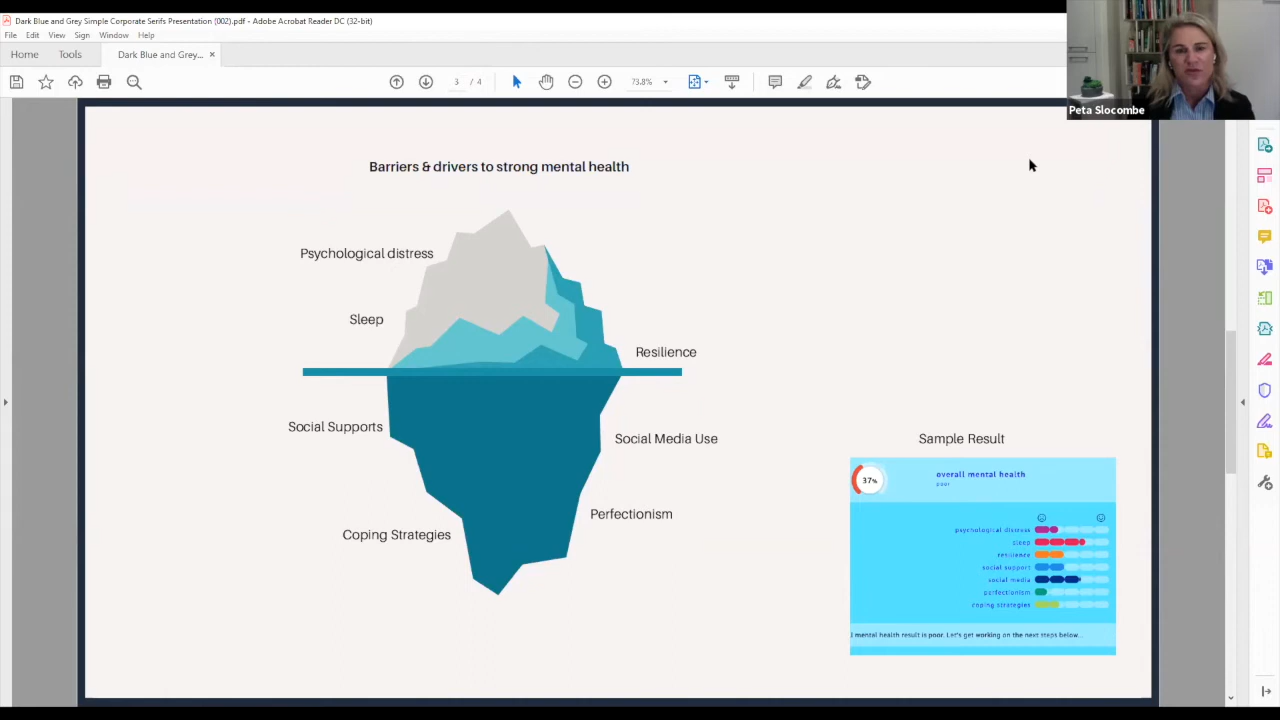 Dark Blue and Grey Simple Corporate Serifs Presentation (002).pdf - Adobe Acrobat Reader DC (32-bit)
File Edit View Sign Window Help
Home Tools Dark Blue and Grey... ×
3 / 4 73.8%
Peta Slocombe
Barriers & drivers to strong mental health
Psychological distress
Sleep
Resilience
Social Supports
Social Media Use
Coping Strategies
Perfectionism
Sample Result
37%
overall mental health
poor
psychological distress
sleep
resilience
social support
social media
perfectionism
coping strategies
l mental health result is poor. Let's get working on the next steps below...